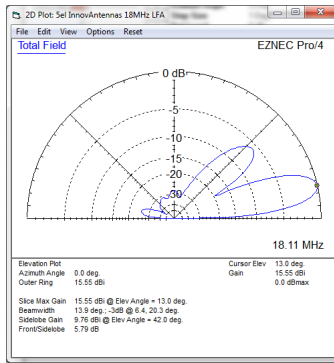 2D Plot: 5el InnovAntennas 18MHz LFA
File Edit View Options Reset
Total Field
EZNEC Pro/4
0 dB
-5
-10
-15
-20
-30
18.11 MHz
Elevation Plot
Cursor Elev 13.0 deg.
Azimuth Angle 0.0 deg.
Gain 15.55 dBi
Outer Ring 15.55 dBi
0.0 dBmax
Slice Max Gain 15.55 dBi @ Elev Angle = 13.0 deg.
Beamwidth 13.9 deg.; -3dB @ 6.4, 20.3 deg.
Sidelobe Gain 9.76 dBi @ Elev Angle = 42.0 deg.
Front/Sidelobe 5.79 dB